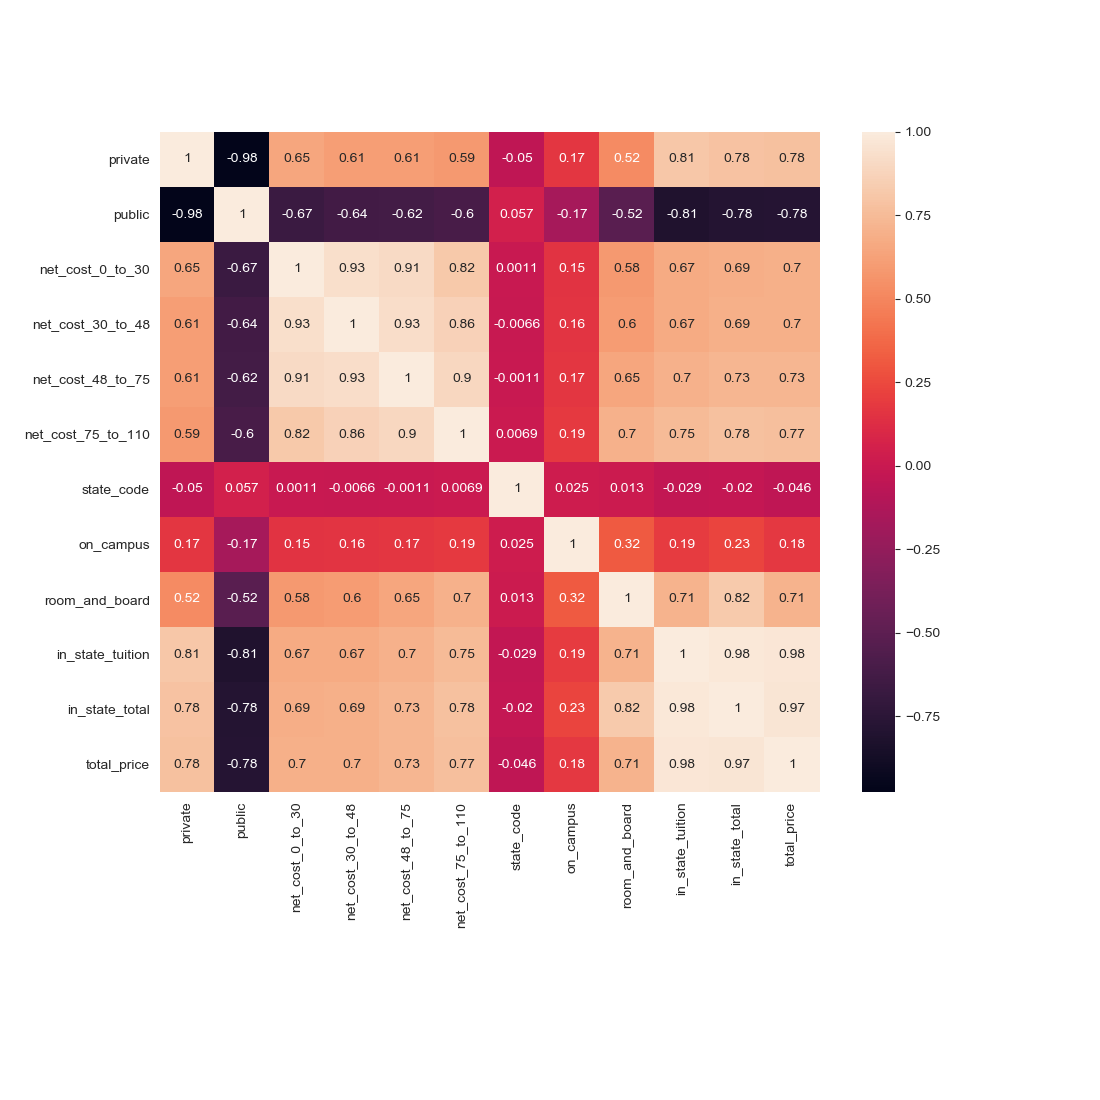 private 1 -0.98 0.65 0.61 0.61 0.59 -0.05 0.17 0.52 0.81 0.78 0.78
public -0.98 1 -0.67 -0.64 -0.62 -0.6 0.057 -0.17 -0.52 -0.81 -0.78 -0.78
net_cost_0_to_30 0.65 -0.67 1 0.93 0.91 0.82 0.0011 0.15 0.58 0.67 0.69 0.7
net_cost_30_to_48 0.61 -0.64 0.93 1 0.93 0.86 -0.0066 0.16 0.6 0.67 0.69 0.7
net_cost_48_to_75 0.61 -0.62 0.91 0.93 1 0.9 -0.0011 0.17 0.65 0.7 0.73 0.73
net_cost_75_to_110 0.59 -0.6 0.82 0.86 0.9 1 0.0069 0.19 0.7 0.75 0.78 0.77
state_code -0.05 0.057 0.0011 -0.0066 -0.0011 0.0069 1 0.025 0.013 -0.029 -0.02 -0.046
on_campus 0.17 -0.17 0.15 0.16 0.17 0.19 0.025 1 0.32 0.19 0.23 0.18
room_and_board 0.52 -0.52 0.58 0.6 0.65 0.7 0.013 0.32 1 0.71 0.82 0.71
in_state_tuition 0.81 -0.81 0.67 0.67 0.7 0.75 -0.029 0.19 0.71 1 0.98 0.98
in_state_total 0.78 -0.78 0.69 0.69 0.73 0.78 -0.02 0.23 0.82 0.98 1 0.97
total_price 0.78 -0.78 0.7 0.7 0.73 0.77 -0.046 0.18 0.71 0.98 0.97 1
private
public
net_cost_0_to_30
net_cost_30_to_48
net_cost_48_to_75
net_cost_75_to_110
state_code
on_campus
room_and_board
in_state_tuition
in_state_total
total_price
1.00
0.75
0.50
0.25
0.00
-0.25
-0.50
-0.75